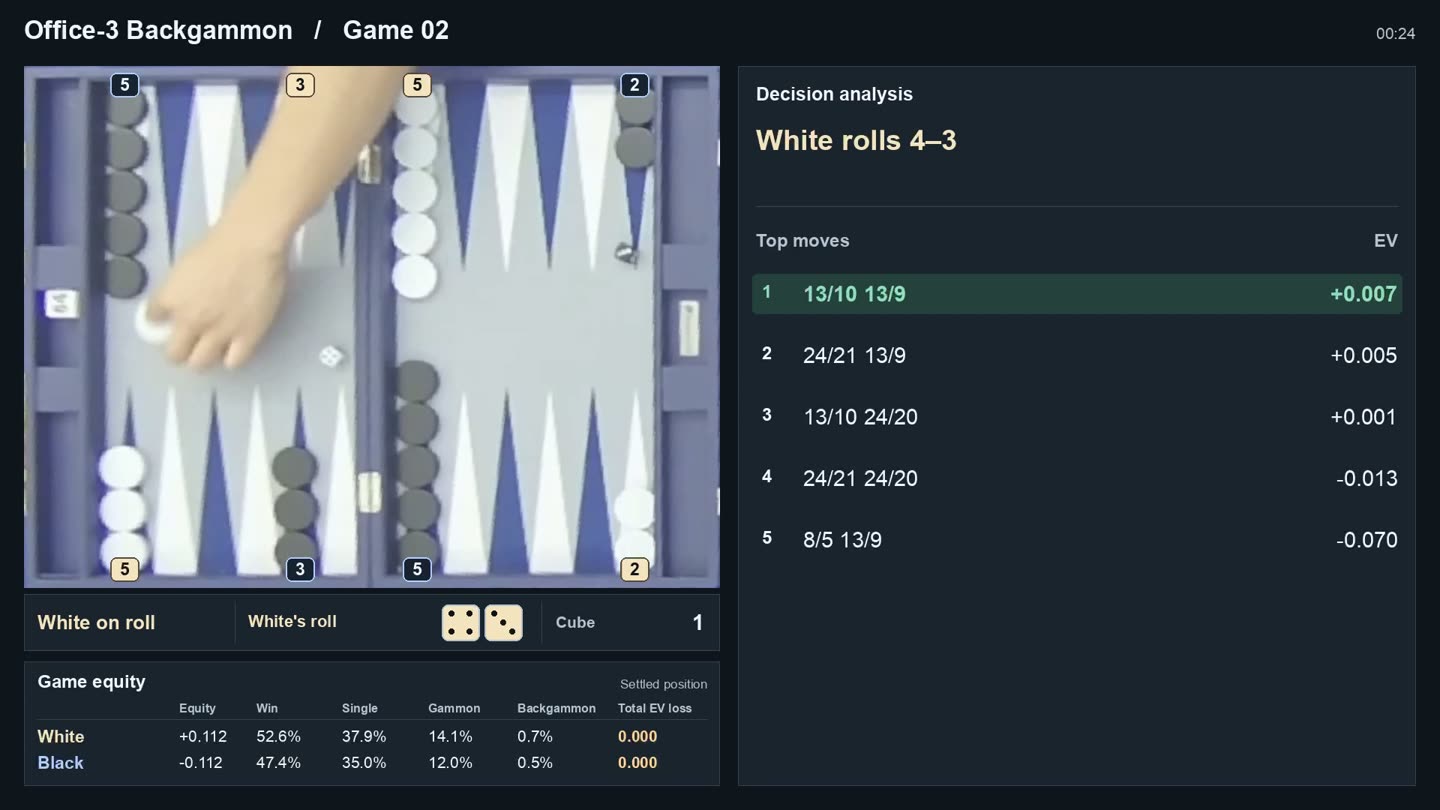 Office-3 Backgammon / Game 02
00:24
5 3 5 2
64
5 3 5 2
White on roll
White's roll
Cube 1
Game equity
Settled position
Equity Win Single Gammon Backgammon Total EV loss
White +0.112 52.6% 37.9% 14.1% 0.7% 0.000
Black -0.112 47.4% 35.0% 12.0% 0.5% 0.000
Decision analysis
White rolls 4–3
Top moves EV
1 13/10 13/9 +0.007
2 24/21 13/9 +0.005
3 13/10 24/20 +0.001
4 24/21 24/20 -0.013
5 8/5 13/9 -0.070